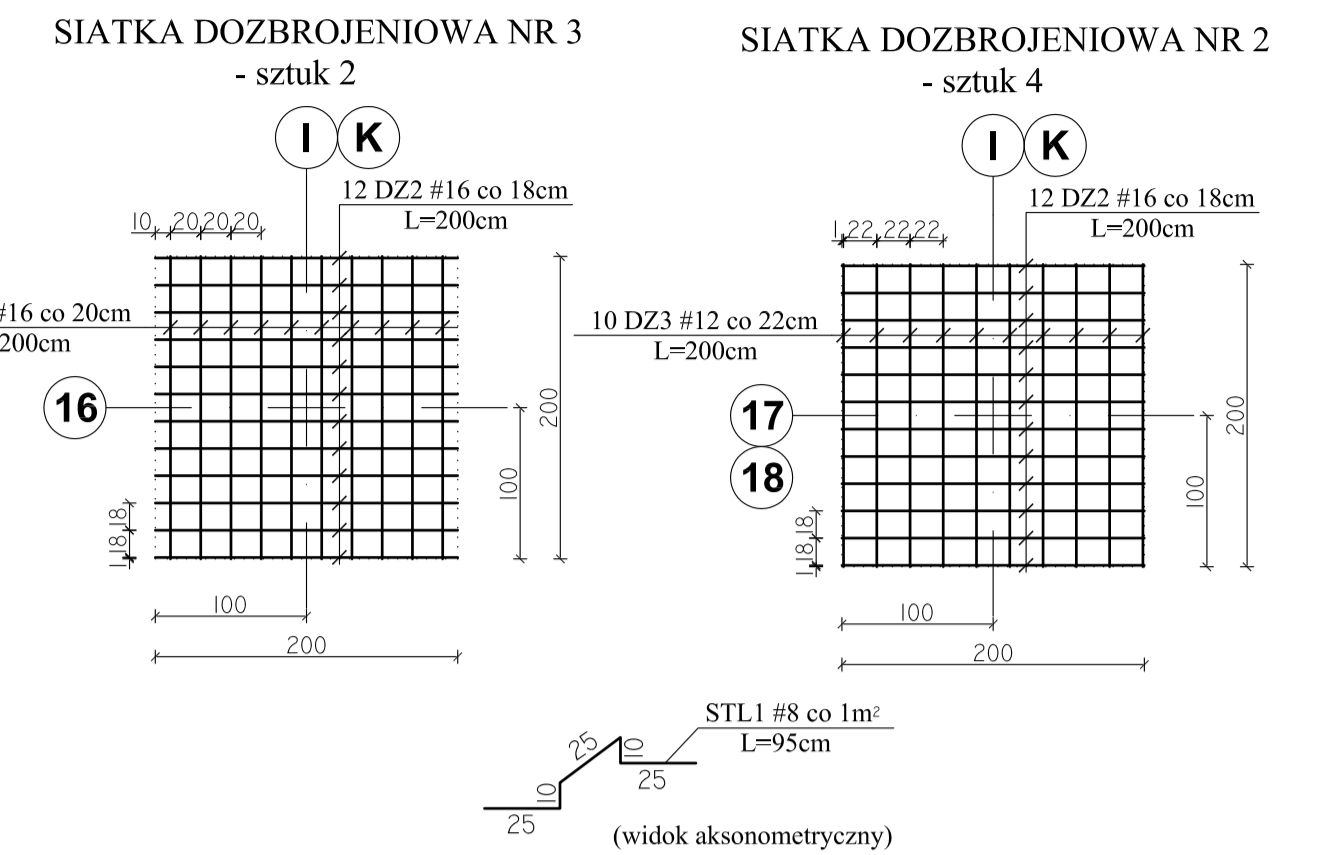 SIATKA DOZBROJENIOWA NR 3
- sztuk 2
I K
12 DZ2 #16 co 18cm
L=200cm
10 20 20 20
#16 co 20cm
200cm
16
200
100
18
18
1
100
200
SIATKA DOZBROJENIOWA NR 2
- sztuk 4
I K
12 DZ2 #16 co 18cm
L=200cm
1 22 22 22
10 DZ3 #12 co 22cm
L=200cm
17
18
200
100
18
18
1
100
200
STL1 #8 co 1m²
L=95cm
25
10
25
10
25
(widok aksonometryczny)